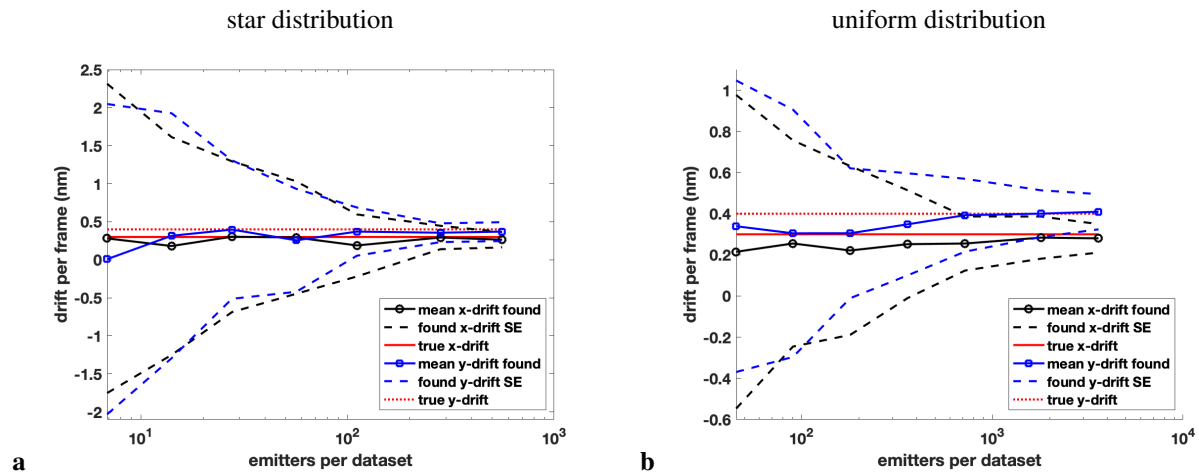 star distribution
uniform distribution
2.5
2
1.5
1
0.5
0
-0.5
-1
-1.5
-2
drift per frame (nm)
10^1
10^2
10^3
emitters per dataset
mean x-drift found
found x-drift SE
true x-drift
mean y-drift found
found y-drift SE
true y-drift
a
1
0.8
0.6
0.4
0.2
0
-0.2
-0.4
-0.6
drift per frame (nm)
10^2
10^3
10^4
emitters per dataset
mean x-drift found
found x-drift SE
true x-drift
mean y-drift found
found y-drift SE
true y-drift
b